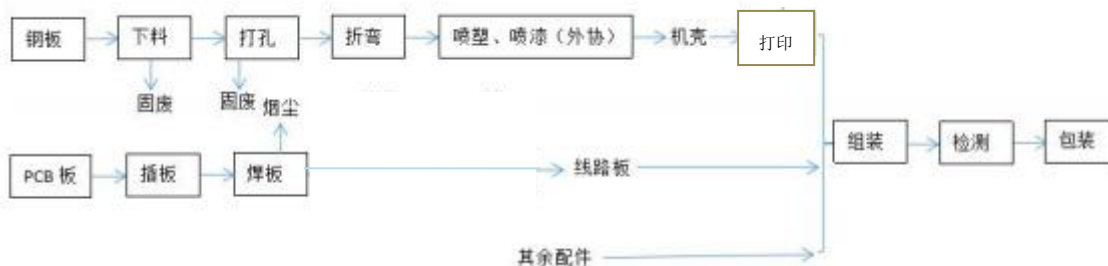 钢板 下料 打孔 折弯 喷塑、喷漆（外协） 机壳 打印
固废 固废 烟尘
组装 检测 包装
PCB 板 插板 焊板 线路板
其余配件